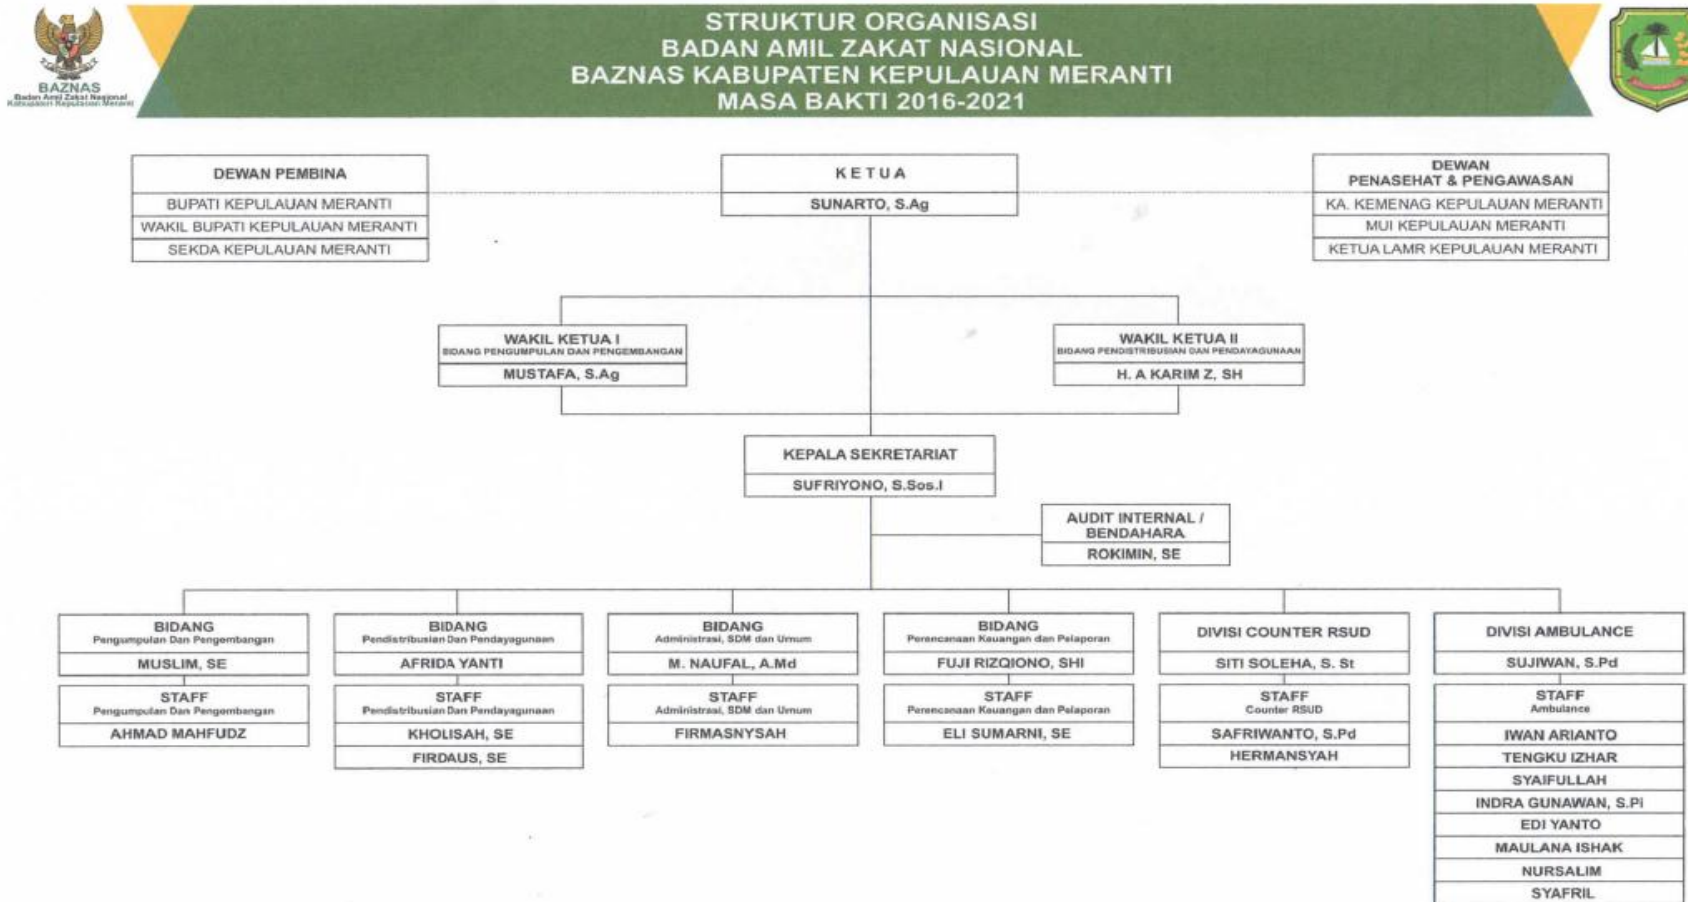 STRUKTUR ORGANISASI
BADAN AMIL ZAKAT NASIONAL
BAZNAS KABUPATEN KEPULAUAN MERANTI
MASA BAKTI 2016-2021
BAZNAS
Badan Amil Zakat Nasional
Kabupaten Kepulauan Meranti
DEWAN PEMBINA
BUPATI KEPULAUAN MERANTI
WAKIL BUPATI KEPULAUAN MERANTI
SEKDA KEPULAUAN MERANTI
KETUA
SUNARTO, S.Ag
DEWAN
PENASEHAT & PENGAWASAN
KA. KEMENAG KEPULAUAN MERANTI
MUI KEPULAUAN MERANTI
KETUA LAMR KEPULAUAN MERANTI
WAKIL KETUA I
BIDANG PENGUMPULAN DAN PENGEMBANGAN
MUSTAFA, S.Ag
WAKIL KETUA II
BIDANG PENDISTRIBUSIAN DAN PENDAYAGUNAAN
H. A KARIM Z, SH
KEPALA SEKRETARIAT
SUFRIYONO, S.Sos.I
AUDIT INTERNAL /
BENDAHARA
ROKIMIN, SE
BIDANG
Pengumpulan Dan Pengembangan
MUSLIM, SE
STAFF
Pengumpulan Dan Pengembangan
AHMAD MAHFUDZ
BIDANG
Pendistribusian Dan Pendayagunaan
AFRIDA YANTI
STAFF
Pendistribusian Dan Pendayagunaan
KHOLISAH, SE
FIRDAUS, SE
BIDANG
Administrasi, SDM dan Umum
M. NAUFAL, A.Md
STAFF
Administrasi, SDM dan Umum
FIRMASNYSAH
BIDANG
Perencanaan Keuangan dan Pelaporan
FUJI RIZQIONO, SHI
STAFF
Perencanaan Keuangan dan Pelaporan
ELI SUMARNI, SE
DIVISI COUNTER RSUD
SITI SOLEHA, S. St
STAFF
Counter RSUD
SAFRIWANTO, S.Pd
HERMANSYAH
DIVISI AMBULANCE
SUJIWAN, S.Pd
STAFF
Ambulance
IWAN ARIANTO
TENGKU IZHAR
SYAIFULLAH
INDRA GUNAWAN, S.Pi
EDI YANTO
MAULANA ISHAK
NURSALIM
SYAFRIL